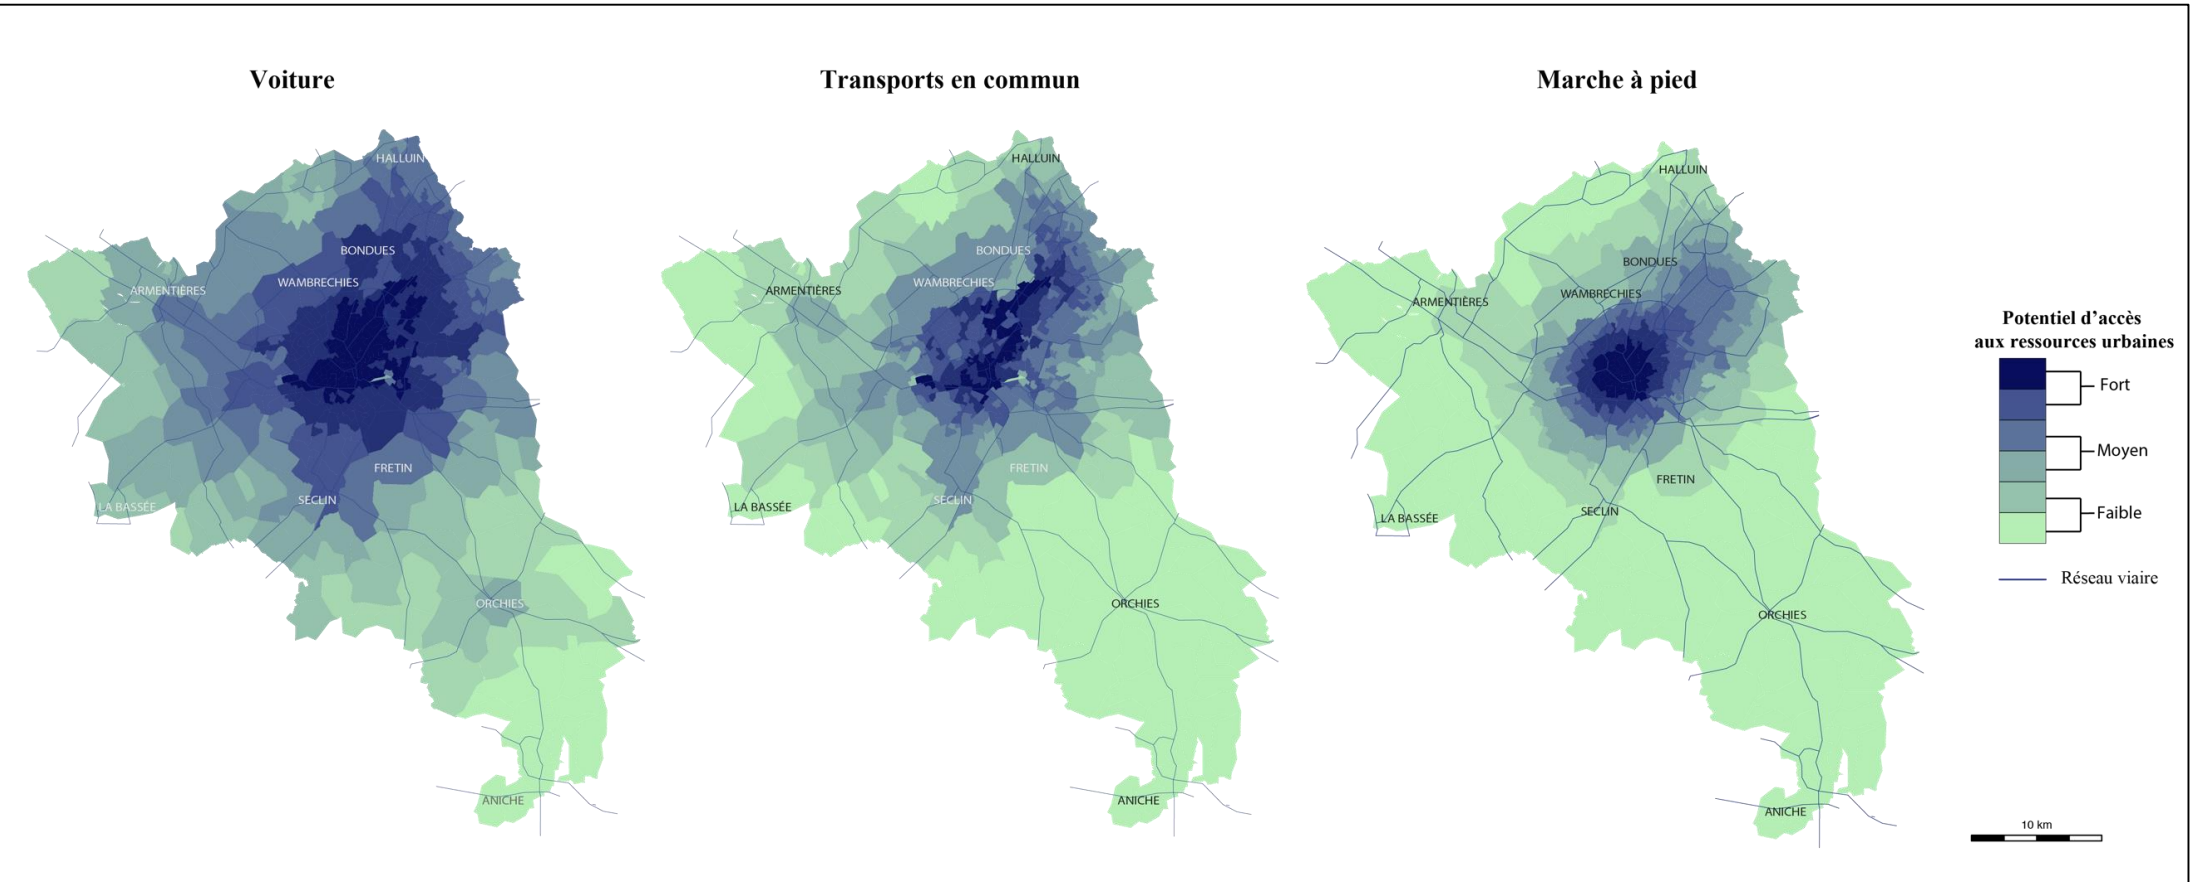 Voiture
Transports en commun
Marche à pied
HALLUIN
BONDUES
WAMBRECHIES
ARMENTIÈRES
FRETIN
SECLIN
LA BASSÉE
ORCHIES
ANICHE
HALLUIN
BONDUES
WAMBRECHIES
ARMENTIÈRES
FRETIN
SECLIN
LA BASSÉE
ORCHIES
ANICHE
HALLUIN
BONDUES
WAMBRECHIES
ARMENTIÈRES
FRETIN
SECLIN
LA BASSÉE
ORCHIES
ANICHE
Potentiel d’accès
aux ressources urbaines
Fort
Moyen
Faible
Réseau viaire
10 km